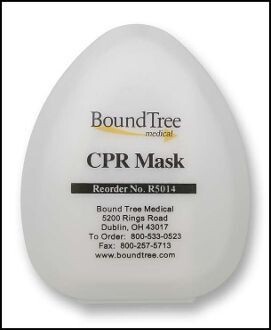 BoundTree
medical
CPR Mask
Reorder No. R5014
Bound Tree Medical
5200 Rings Road
Dublin, OH 43017
To Order: 800-533-0523
Fax: 800-257-5713
www.boundtree.com